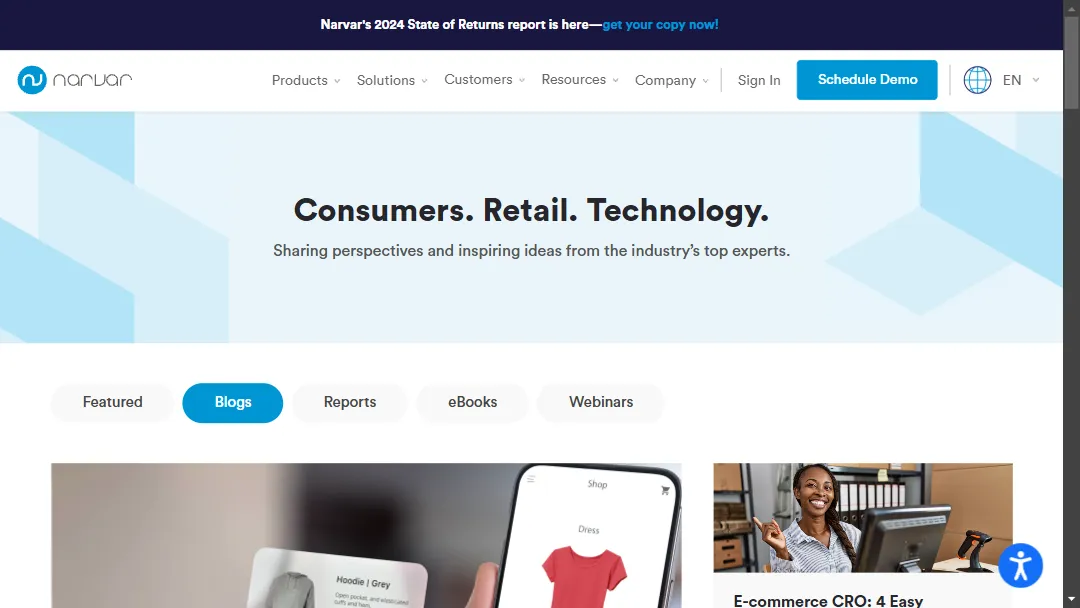 Narvar's 2024 State of Returns report is here—get your copy now!
narvar
Products Solutions Customers Resources Company Sign In Schedule Demo EN
Consumers. Retail. Technology.
Sharing perspectives and inspiring ideas from the industry’s top experts.
Featured Blogs Reports eBooks Webinars
Shop
Dress
Hoodie | Grey
Open pocket, and elasticated
cuffs and hem.
E-commerce CRO: 4 Easy